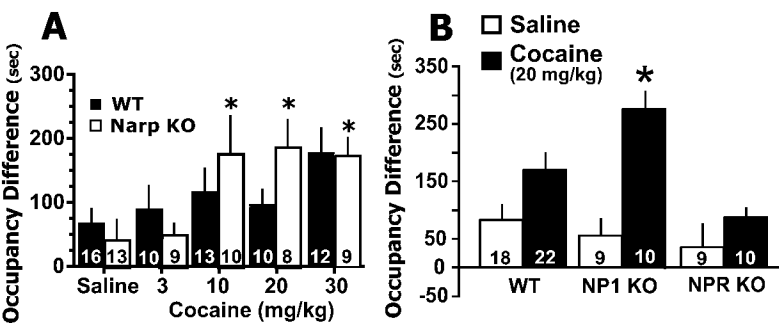 A
Occupancy Difference (sec)
300
200
100
0
WT
Narp KO
*
*
*
16
13
10
9
13
10
10
8
12
9
Saline
3
10
20
30
Cocaine (mg/kg)
B
Saline
Cocaine
(20 mg/kg)
Occupancy Difference (sec)
350
250
150
50
0
-50
*
18
22
9
10
9
10
WT
NP1 KO
NPR KO